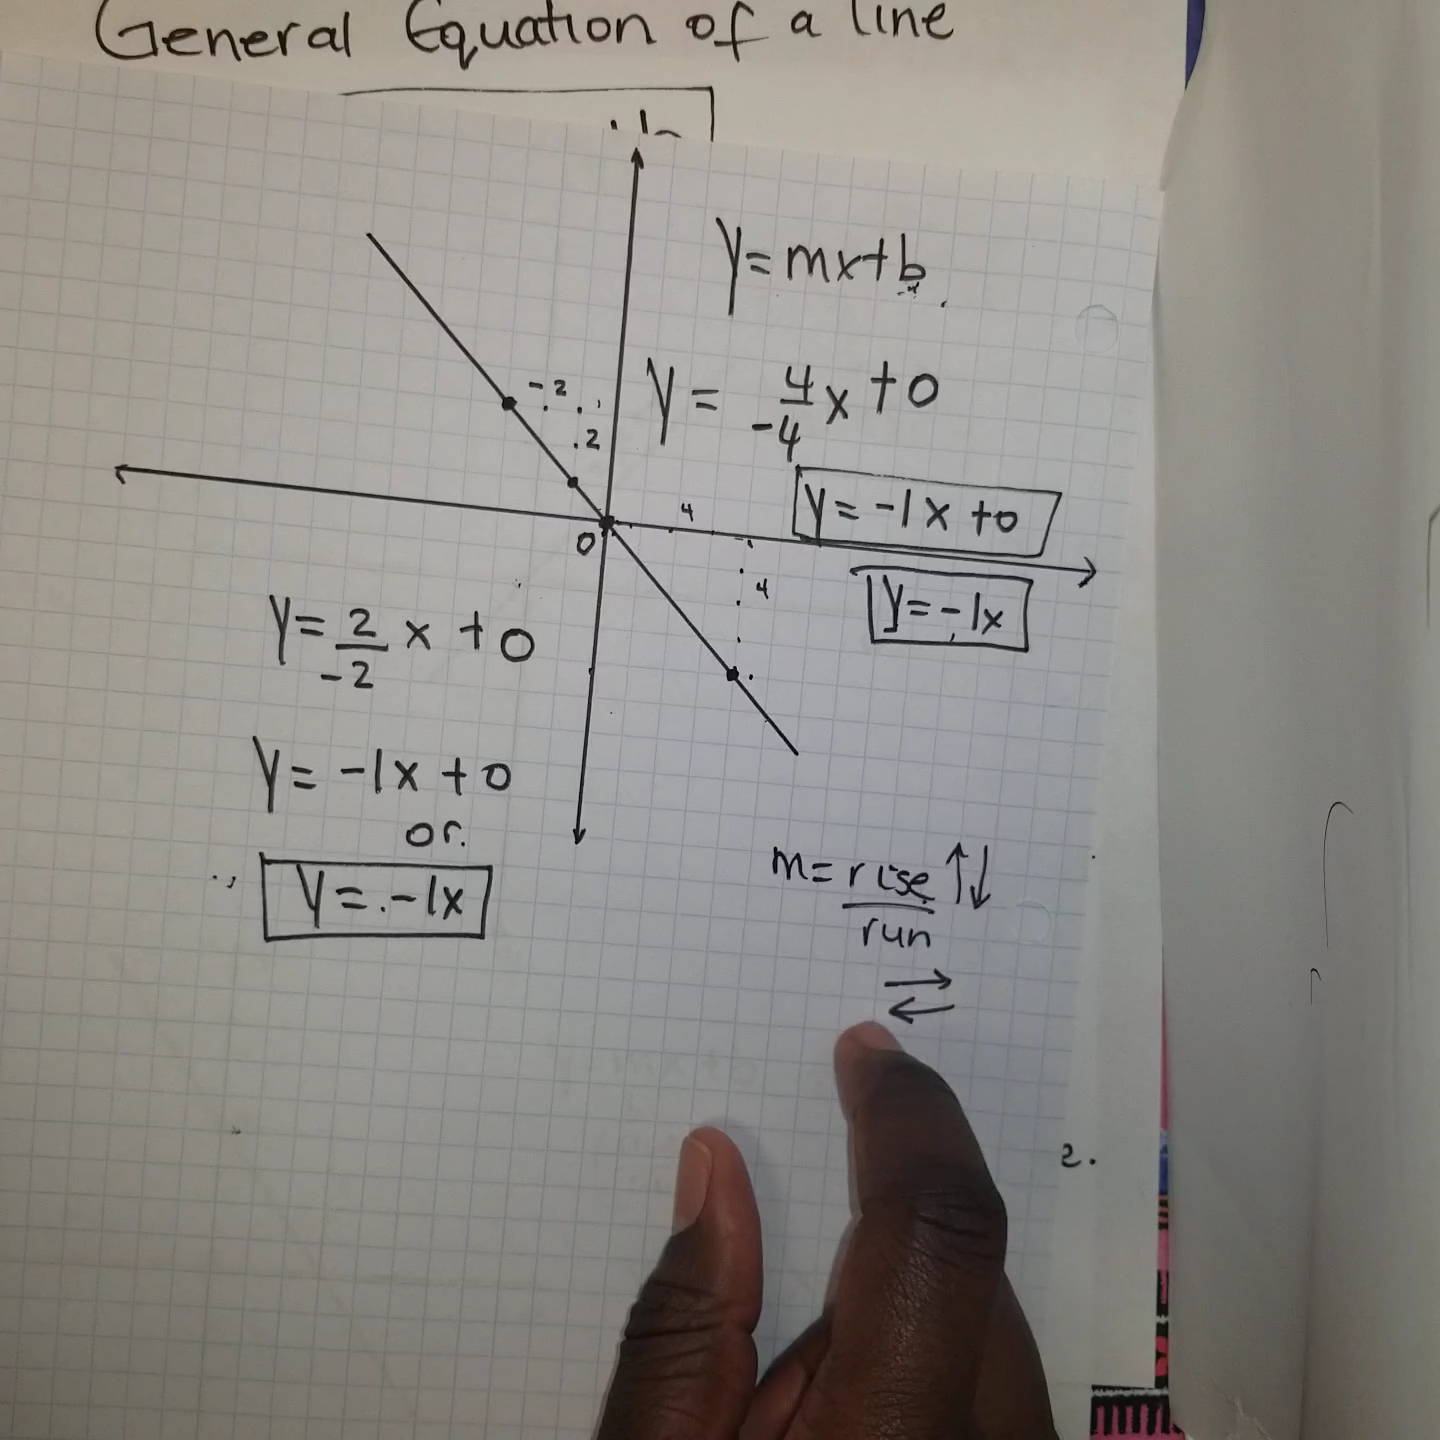 General Equation of a line
y = mx + b
y = 4/-4 x + 0
-2
2
4
y = -1x + 0
0
4
y = -1x
y = 2/-2 x + 0
y = -1x + 0
or.
y = -1x
m = rise/run ↑↓
→
←
2.